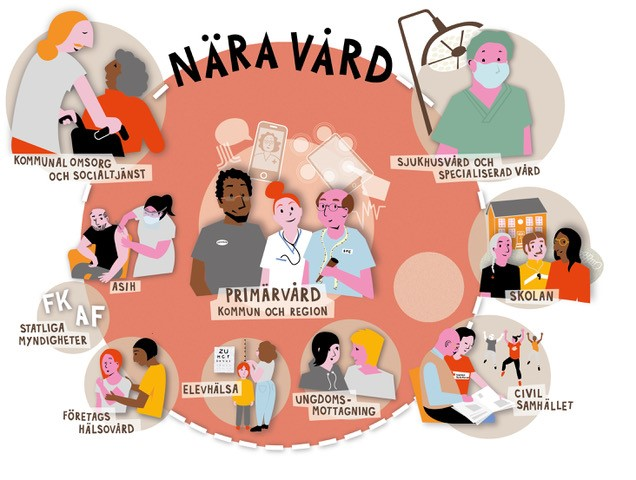 NÄRA VÅRD
KOMMUNAL OMSORG
OCH SOCIALTJÄNST
SJUKHUSVÅRD OCH
SPECIALISERAD VÅRD
ASIH
PRIMÄRVÅRD
KOMMUN OCH REGION
SKOLAN
FK
AF
STATLIGA
MYNDIGHETER
ZU
FÖRETAGS
HÄLSOVÅRD
ELEVHÄLSA
UNGDOMS-
MOTTAGNING
CIVIL
SAMHÄLLET